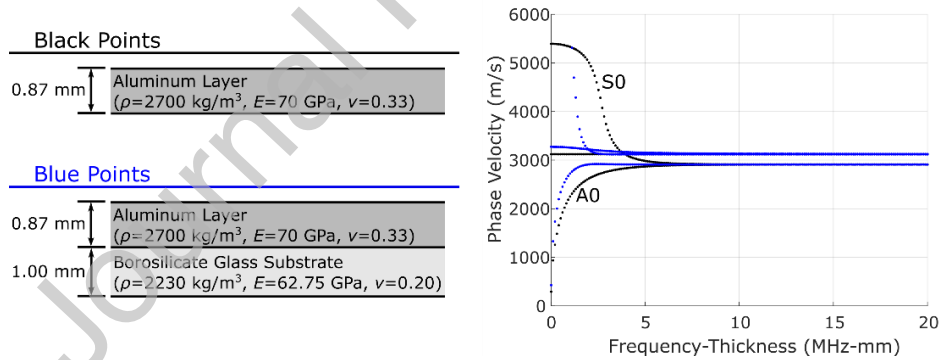 Black Points
0.87 mm
Aluminum Layer
(ρ=2700 kg/m³, E=70 GPa, ν=0.33)
Blue Points
0.87 mm
Aluminum Layer
(ρ=2700 kg/m³, E=70 GPa, ν=0.33)
1.00 mm
Borosilicate Glass Substrate
(ρ=2230 kg/m³, E=62.75 GPa, ν=0.20)
Journal
Phase Velocity (m/s)
6000
5000
4000
3000
2000
1000
0
S0
A0
0 5 10 15 20
Frequency-Thickness (MHz-mm)